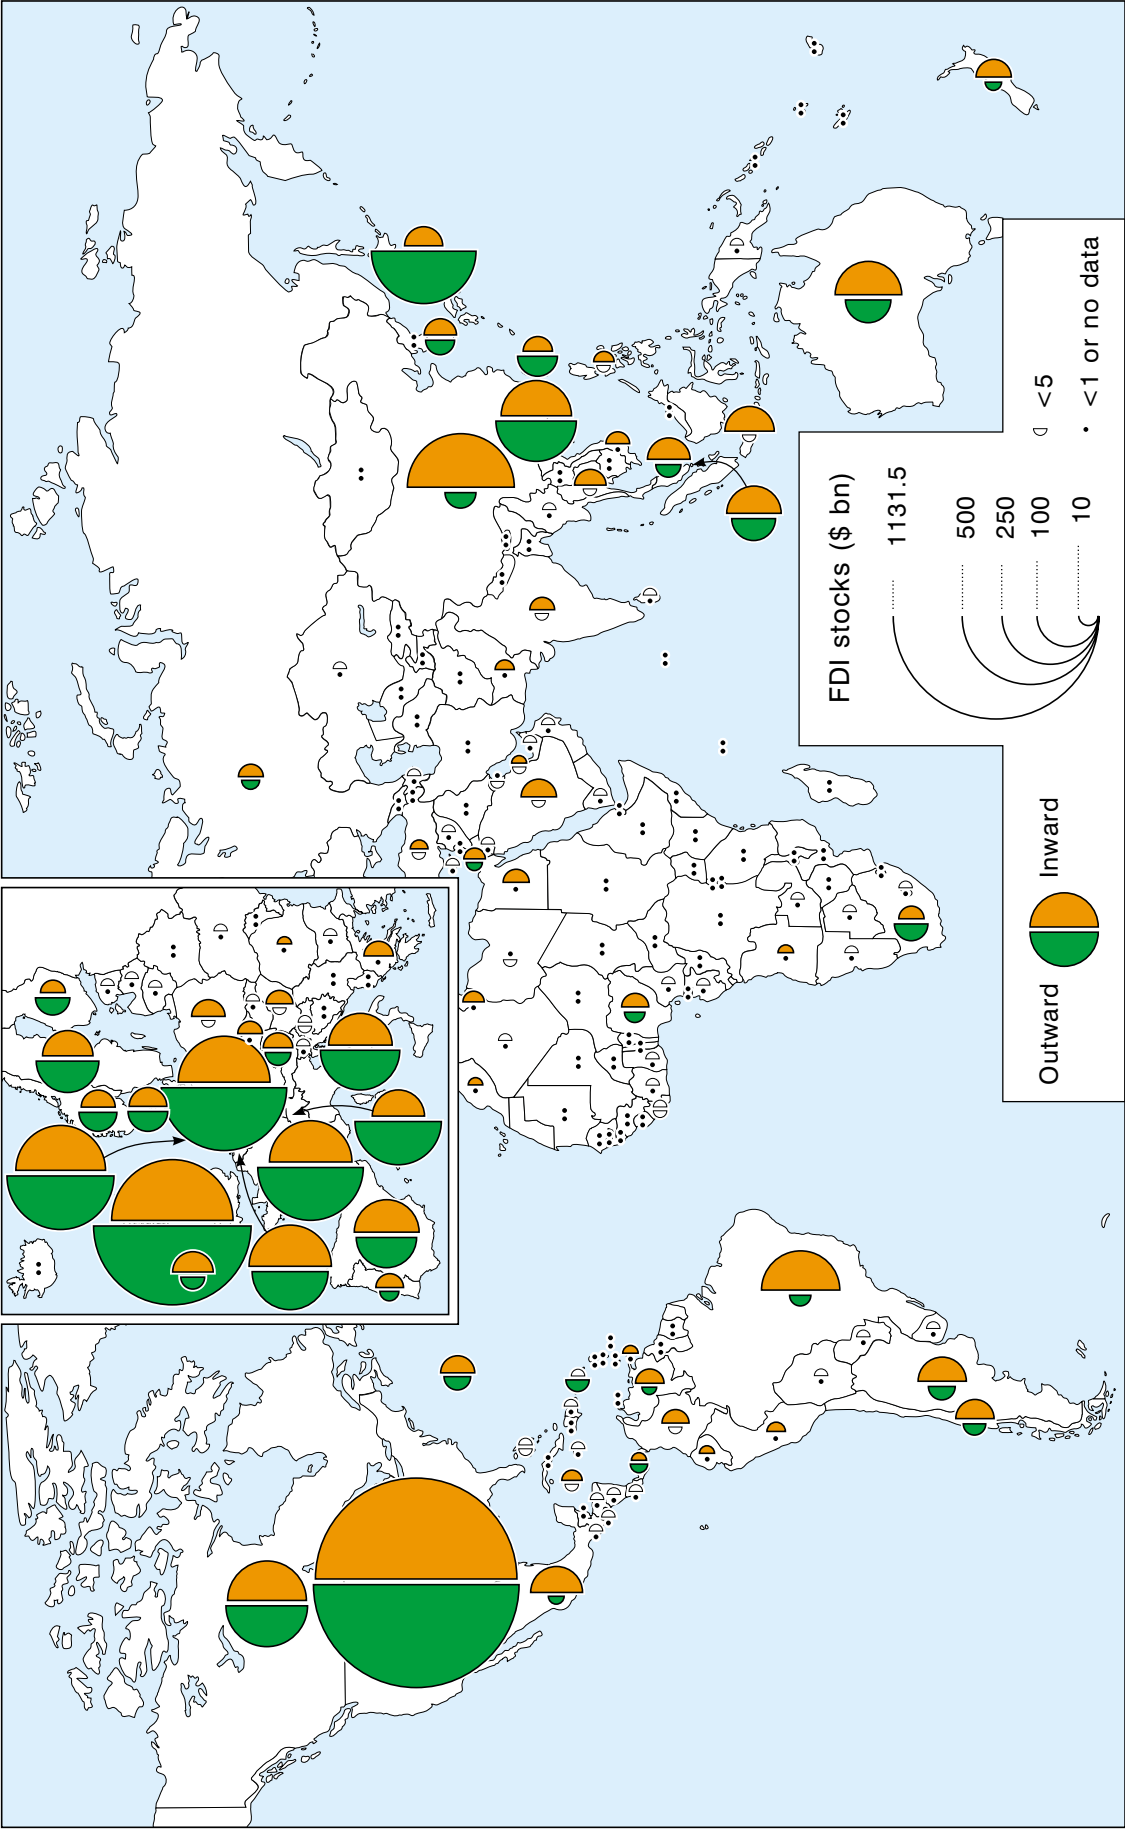 FDI stocks ($ bn)
1131.5
500
250
100
10
<5
<1 or no data
Outward
Inward